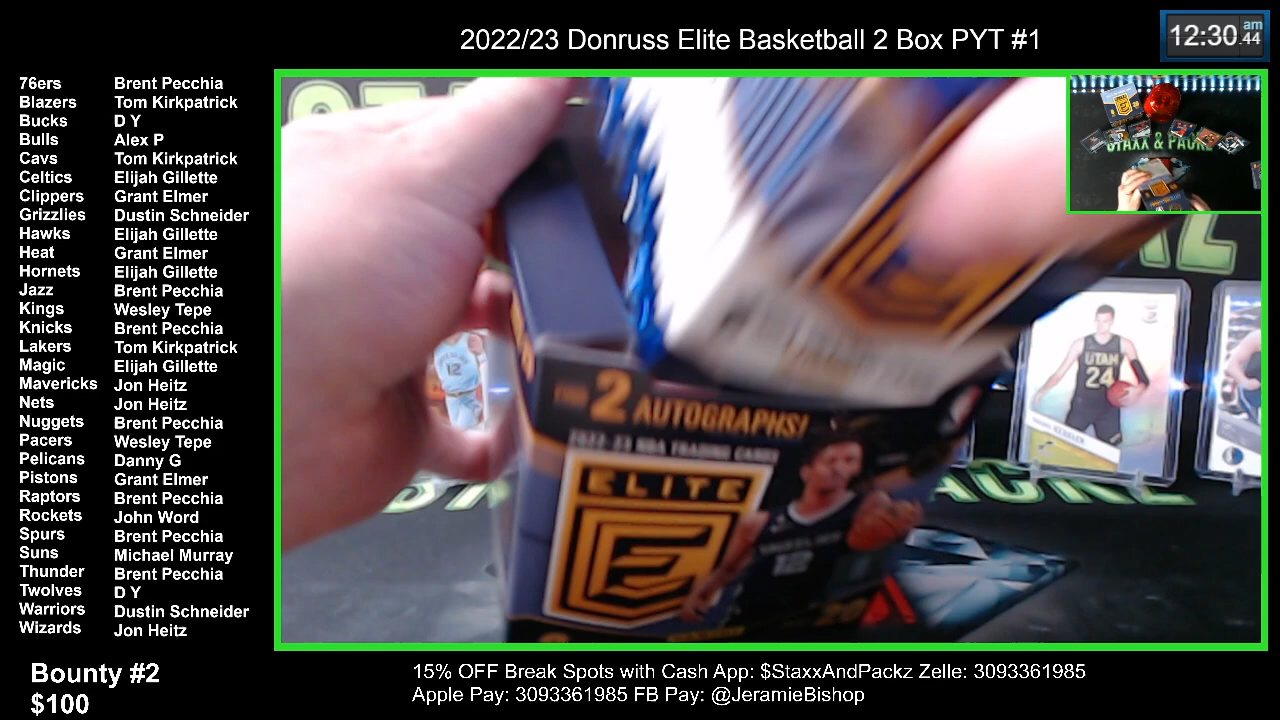 2022/23 Donruss Elite Basketball 2 Box PYT #1
12:30 am
.44
76ers Brent Pecchia
Blazers Tom Kirkpatrick
Bucks D Y
Bulls Alex P
Cavs Tom Kirkpatrick
Celtics Elijah Gillette
Clippers Grant Elmer
Grizzlies Dustin Schneider
Hawks Elijah Gillette
Heat Grant Elmer
Hornets Elijah Gillette
Jazz Brent Pecchia
Kings Wesley Tepe
Knicks Brent Pecchia
Lakers Tom Kirkpatrick
Magic Elijah Gillette
Mavericks Jon Heitz
Nets Jon Heitz
Nuggets Brent Pecchia
Pacers Wesley Tepe
Pelicans Danny G
Pistons Grant Elmer
Raptors Brent Pecchia
Rockets John Word
Spurs Brent Pecchia
Suns Michael Murray
Thunder Brent Pecchia
Twolves D Y
Warriors Dustin Schneider
Wizards Jon Heitz
Bounty #2
$100
STAXX & PACKZ
12
2 AUTOGRAPHS!
2022-23 NBA TRADING CARDS
ELITE
E
12
20
UTAH
24
ACKZ
15% OFF Break Spots with Cash App: $StaxxAndPackz Zelle: 3093361985
Apple Pay: 3093361985 FB Pay: @JeramieBishop